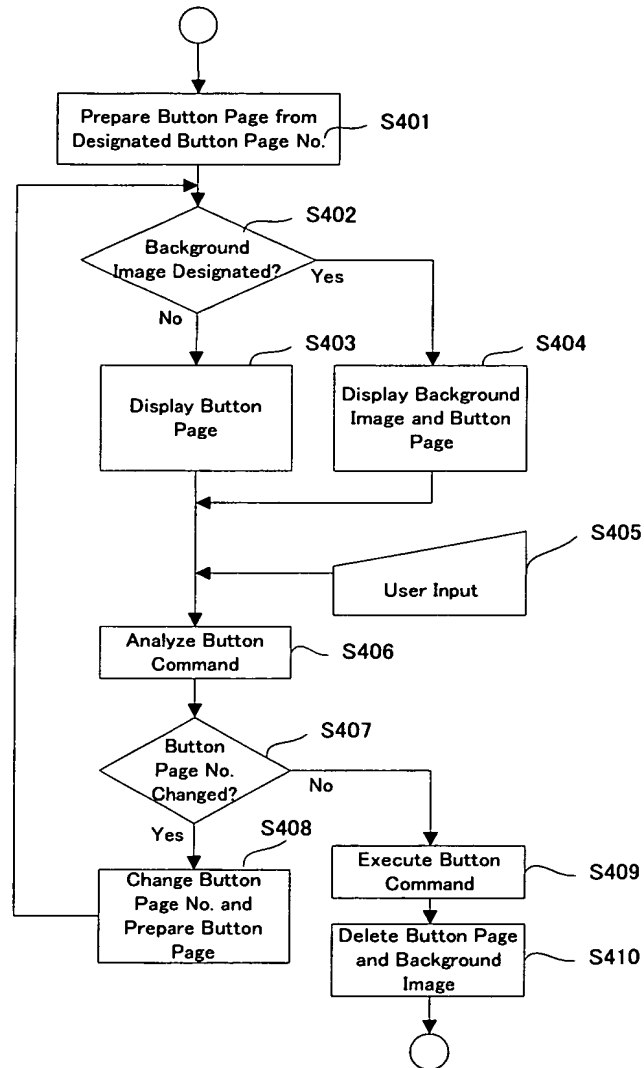 Prepare Button Page from
Designated Button Page No.
S401
S402
Background
Image Designated?
Yes
No
S403
S404
Display Button
Page
Display Background
Image and Button
Page
S405
User Input
Analyze Button
Command
S406
S407
Button
Page No.
Changed?
No
Yes
S408
Change Button
Page No. and
Prepare Button
Page
Execute Button
Command
S409
Delete Button Page
and Background
Image
S410